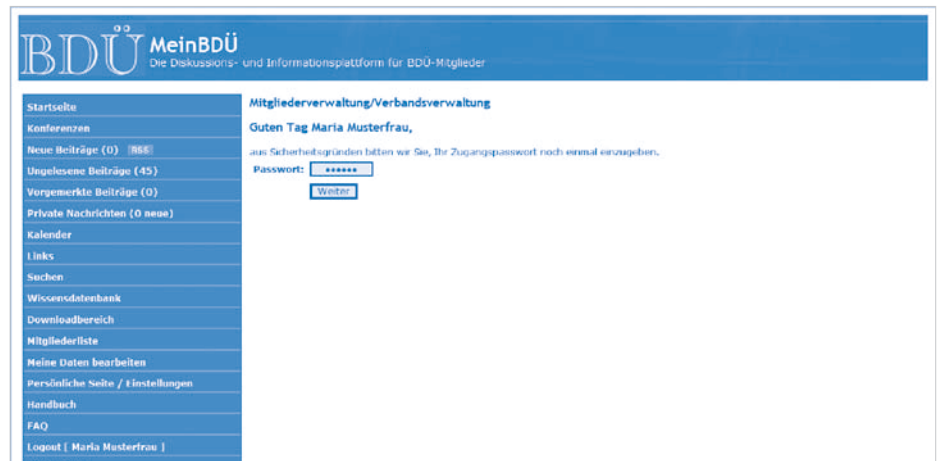 BDÜ MeinBDÜ
Die Diskussions- und Informationsplattform für BDÜ-Mitglieder
Startseite
Konferenzen
Neue Beiträge (0) RSS
Ungelesene Beiträge (45)
Vorgemerkte Beiträge (0)
Private Nachrichten (0 neue)
Kalender
Links
Suchen
Wissensdatenbank
Downloadbereich
Mitgliederliste
Meine Daten bearbeiten
Persönliche Seite / Einstellungen
Handbuch
FAQ
Logout [ Maria Musterfrau ]
Mitgliederverwaltung/Verbandsverwaltung
Guten Tag Maria Musterfrau,
aus Sicherheitsgründen bitten wir Sie, Ihr Zugangspasswort noch einmal einzugeben.
Passwort: ••••••
Weiter